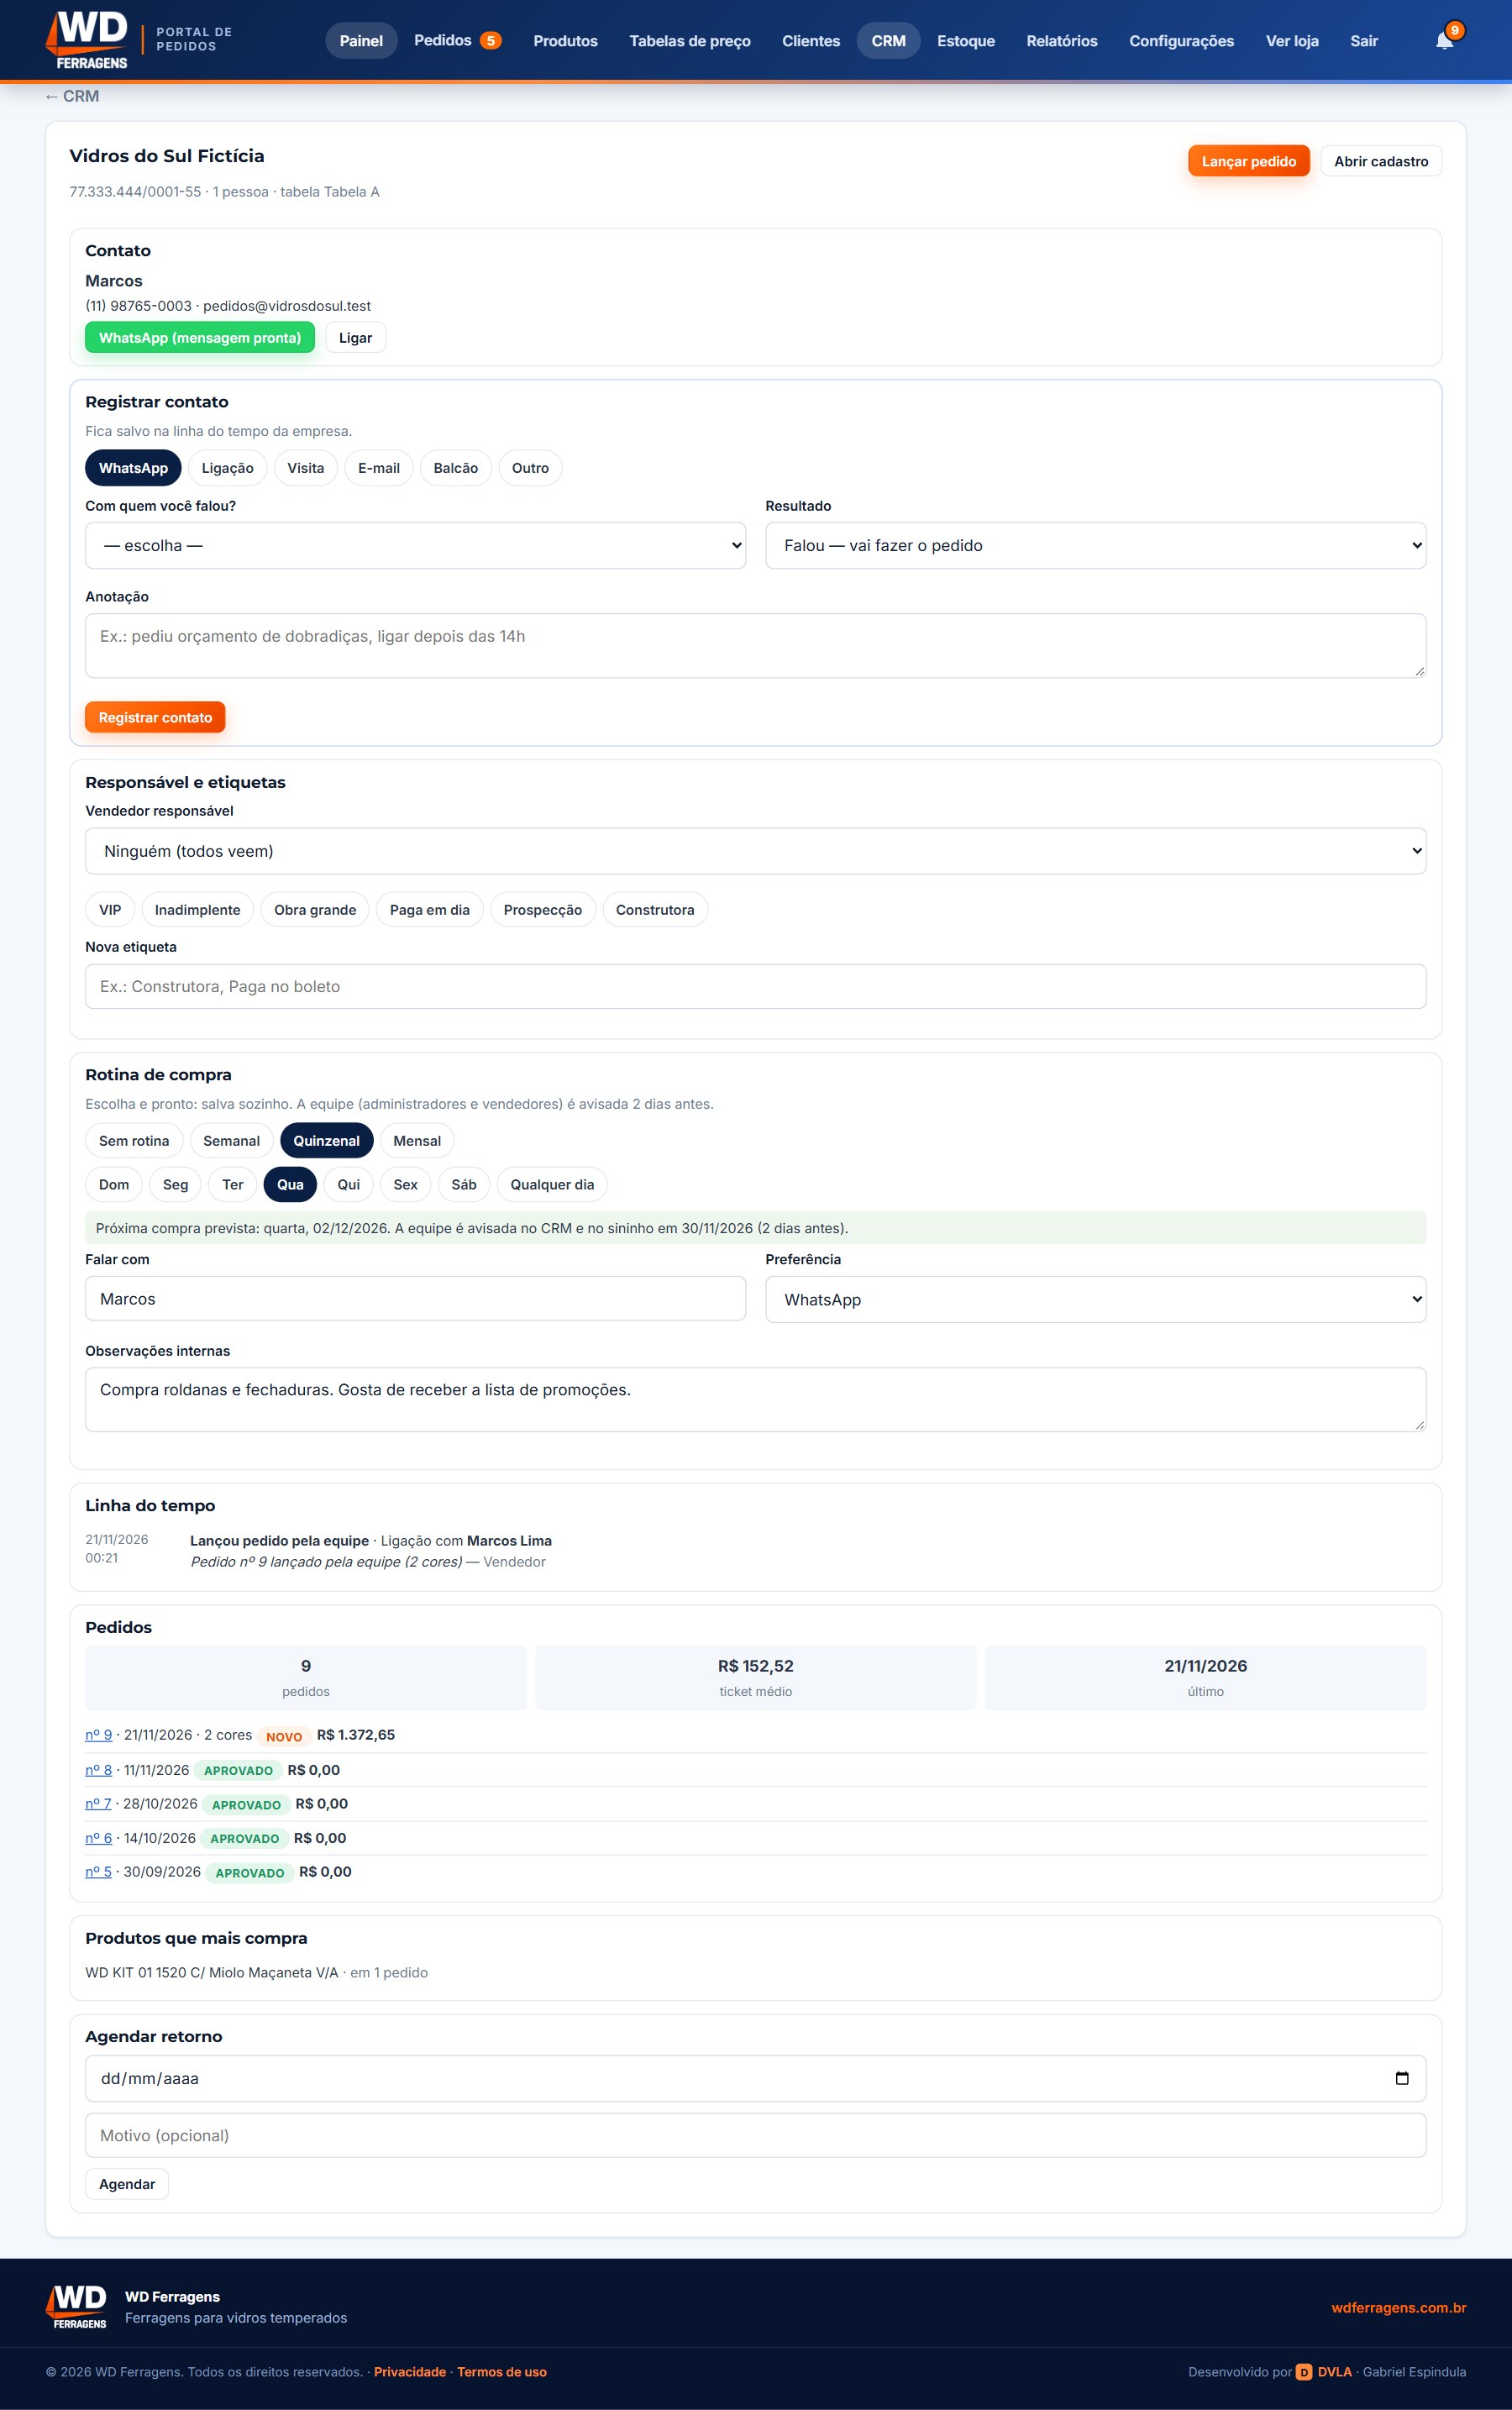 WD
FERRAGENS
PORTAL DE
PEDIDOS
Painel
Pedidos 5
Produtos
Tabelas de preço
Clientes
CRM
Estoque
Relatórios
Configurações
Ver loja
Sair
9
← CRM
Vidros do Sul Fictícia
Lançar pedido
Abrir cadastro
77.333.444/0001-55 · 1 pessoa · tabela Tabela A
Contato
Marcos
(11) 98765-0003 · pedidos@vidrosdosul.test
WhatsApp (mensagem pronta)
Ligar
Registrar contato
Fica salvo na linha do tempo da empresa.
WhatsApp
Ligação
Visita
E-mail
Balcão
Outro
Com quem você falou?
Resultado
— escolha —
Falou — vai fazer o pedido
Anotação
Ex.: pediu orçamento de dobradiças, ligar depois das 14h
Registrar contato
Responsável e etiquetas
Vendedor responsável
Ninguém (todos veem)
VIP
Inadimplente
Obra grande
Paga em dia
Prospecção
Construtora
Nova etiqueta
Ex.: Construtora, Paga no boleto
Rotina de compra
Escolha e pronto: salva sozinho. A equipe (administradores e vendedores) é avisada 2 dias antes.
Sem rotina
Semanal
Quinzenal
Mensal
Dom
Seg
Ter
Qua
Qui
Sex
Sáb
Qualquer dia
Próxima compra prevista: quarta, 02/12/2026. A equipe é avisada no CRM e no sininho em 30/11/2026 (2 dias antes).
Falar com
Preferência
Marcos
WhatsApp
Observações internas
Compra roldanas e fechaduras. Gosta de receber a lista de promoções.
Linha do tempo
21/11/2026
00:21
Lançou pedido pela equipe · Ligação com Marcos Lima
Pedido nº 9 lançado pela equipe (2 cores) — Vendedor
Pedidos
9
pedidos
R$ 152,52
ticket médio
21/11/2026
último
nº 9 · 21/11/2026 · 2 cores NOVO R$ 1.372,65
nº 8 · 11/11/2026 APROVADO R$ 0,00
nº 7 · 28/10/2026 APROVADO R$ 0,00
nº 6 · 14/10/2026 APROVADO R$ 0,00
nº 5 · 30/09/2026 APROVADO R$ 0,00
Produtos que mais compra
WD KIT 01 1520 C/ Miolo Maçaneta V/A · em 1 pedido
Agendar retorno
dd/mm/aaaa
Motivo (opcional)
Agendar
WD
FERRAGENS
WD Ferragens
Ferragens para vidros temperados
wdferragens.com.br
© 2026 WD Ferragens. Todos os direitos reservados. · Privacidade · Termos de uso
Desenvolvido por D DVLA · Gabriel Espindula